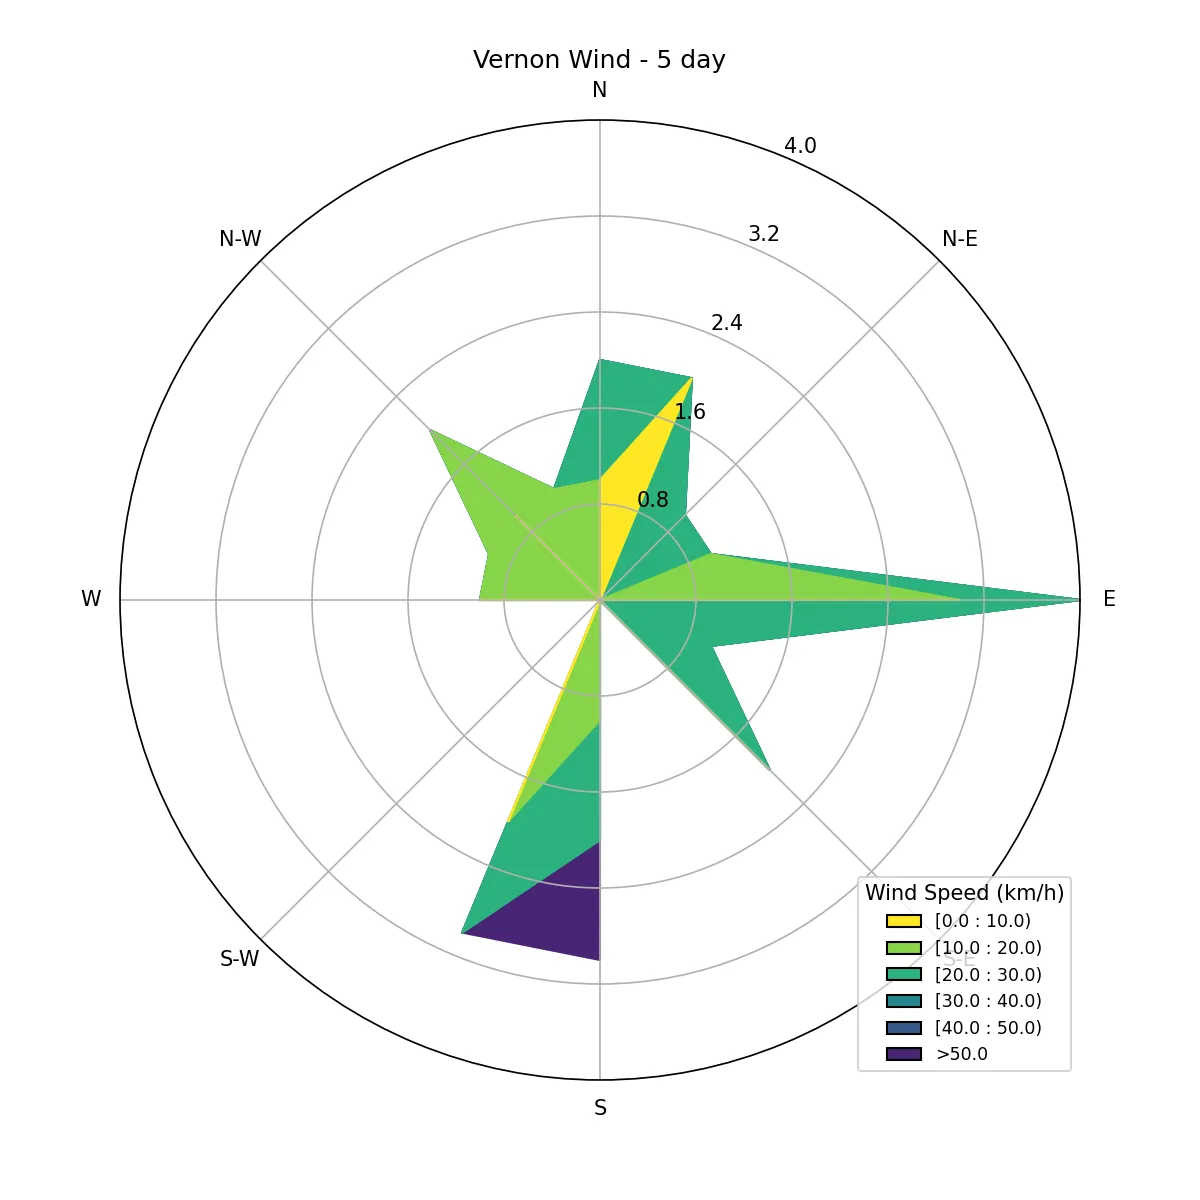 Vernon Wind - 5 day
N
4.0
N-W
3.2
N-E
2.4
1.6
0.8
W
E
Wind Speed (km/h)
[0.0 : 10.0)
[10.0 : 20.0)
S-W
S-E
[20.0 : 30.0)
[30.0 : 40.0)
[40.0 : 50.0)
>50.0
S